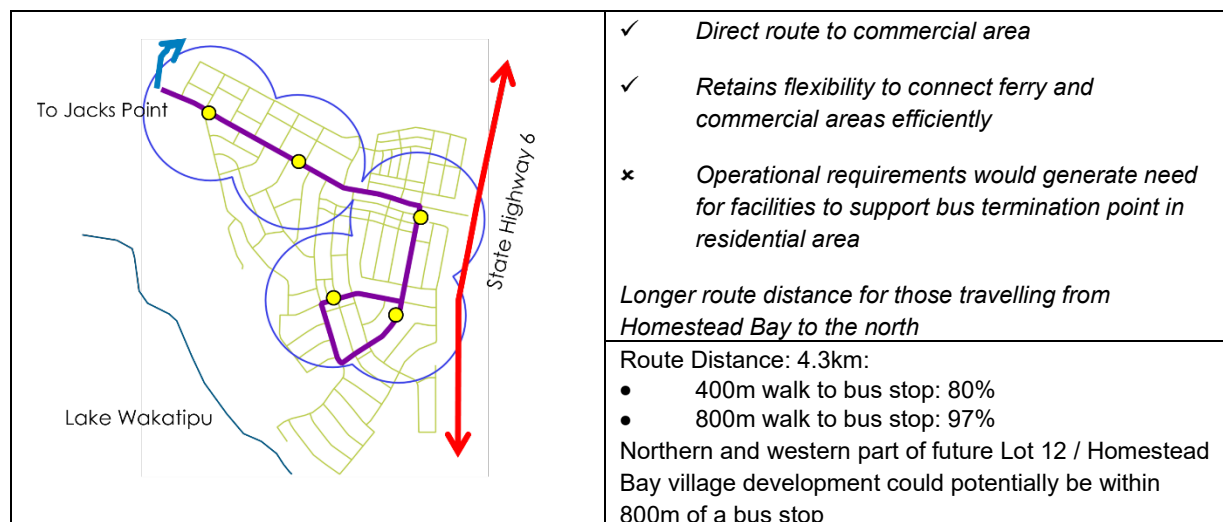 To Jacks Point
State Highway 6
Lake Wakatipu
✓ Direct route to commercial area
✓ Retains flexibility to connect ferry and
commercial areas efficiently
× Operational requirements would generate need
for facilities to support bus termination point in
residential area
Longer route distance for those travelling from
Homestead Bay to the north
Route Distance: 4.3km:
• 400m walk to bus stop: 80%
• 800m walk to bus stop: 97%
Northern and western part of future Lot 12 / Homestead
Bay village development could potentially be within
800m of a bus stop